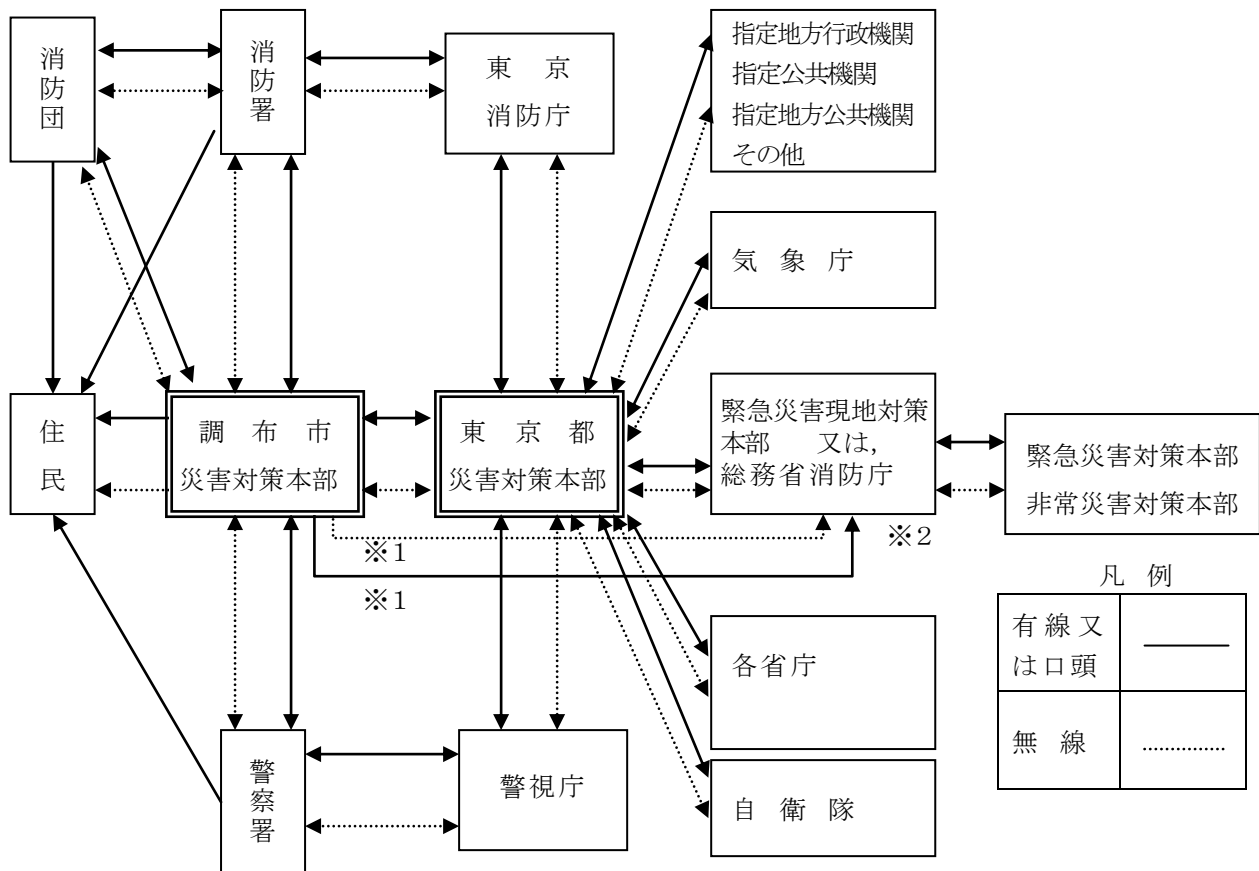 消防団
消防署
東　京
消防庁
指定地方行政機関
指定公共機関
指定地方公共機関
その他
気　象　庁
住
民
調　布　市
災害対策本部
東　京　都
災害対策本部
緊急災害現地対策
本部　　又は，
総務省消防庁
緊急災害対策本部
非常災害対策本部
※1
※1
※2
凡　例
有線又
は口頭
無　線
各省庁
警察署
警視庁
自　衛　隊